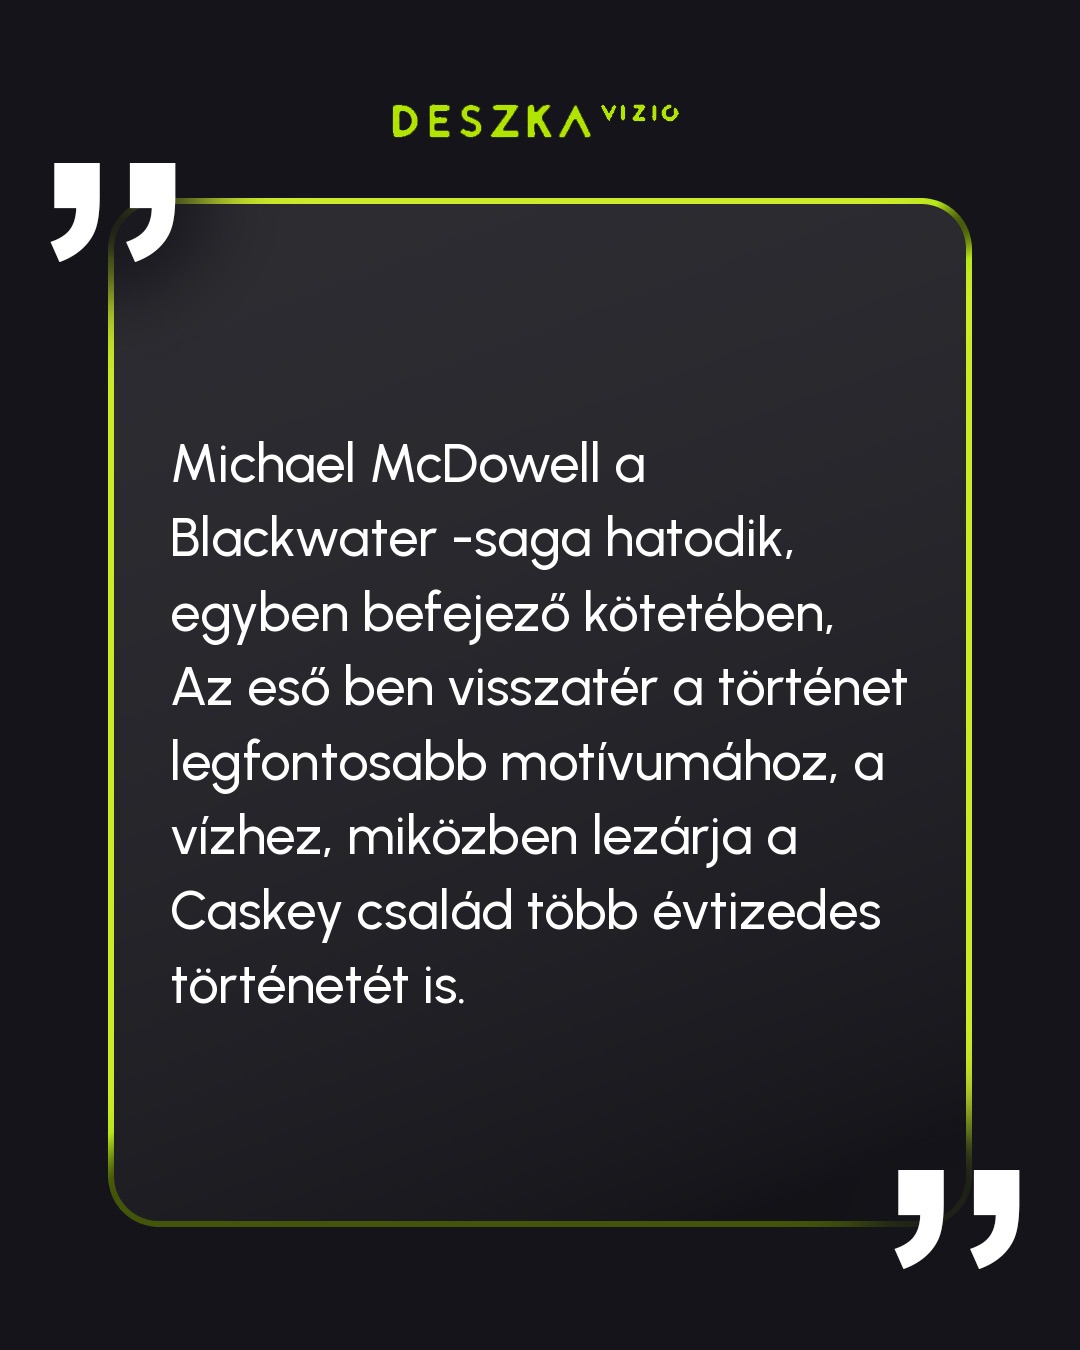 DESZKA VIZIO
”
Michael McDowell a
Blackwater -saga hatodik,
egyben befejező kötetében,
Az eső ben visszatér a történet
legfontosabb motívumához, a
vízhez, miközben lezárja a
Caskey család több évtizedes
történetét is.
”